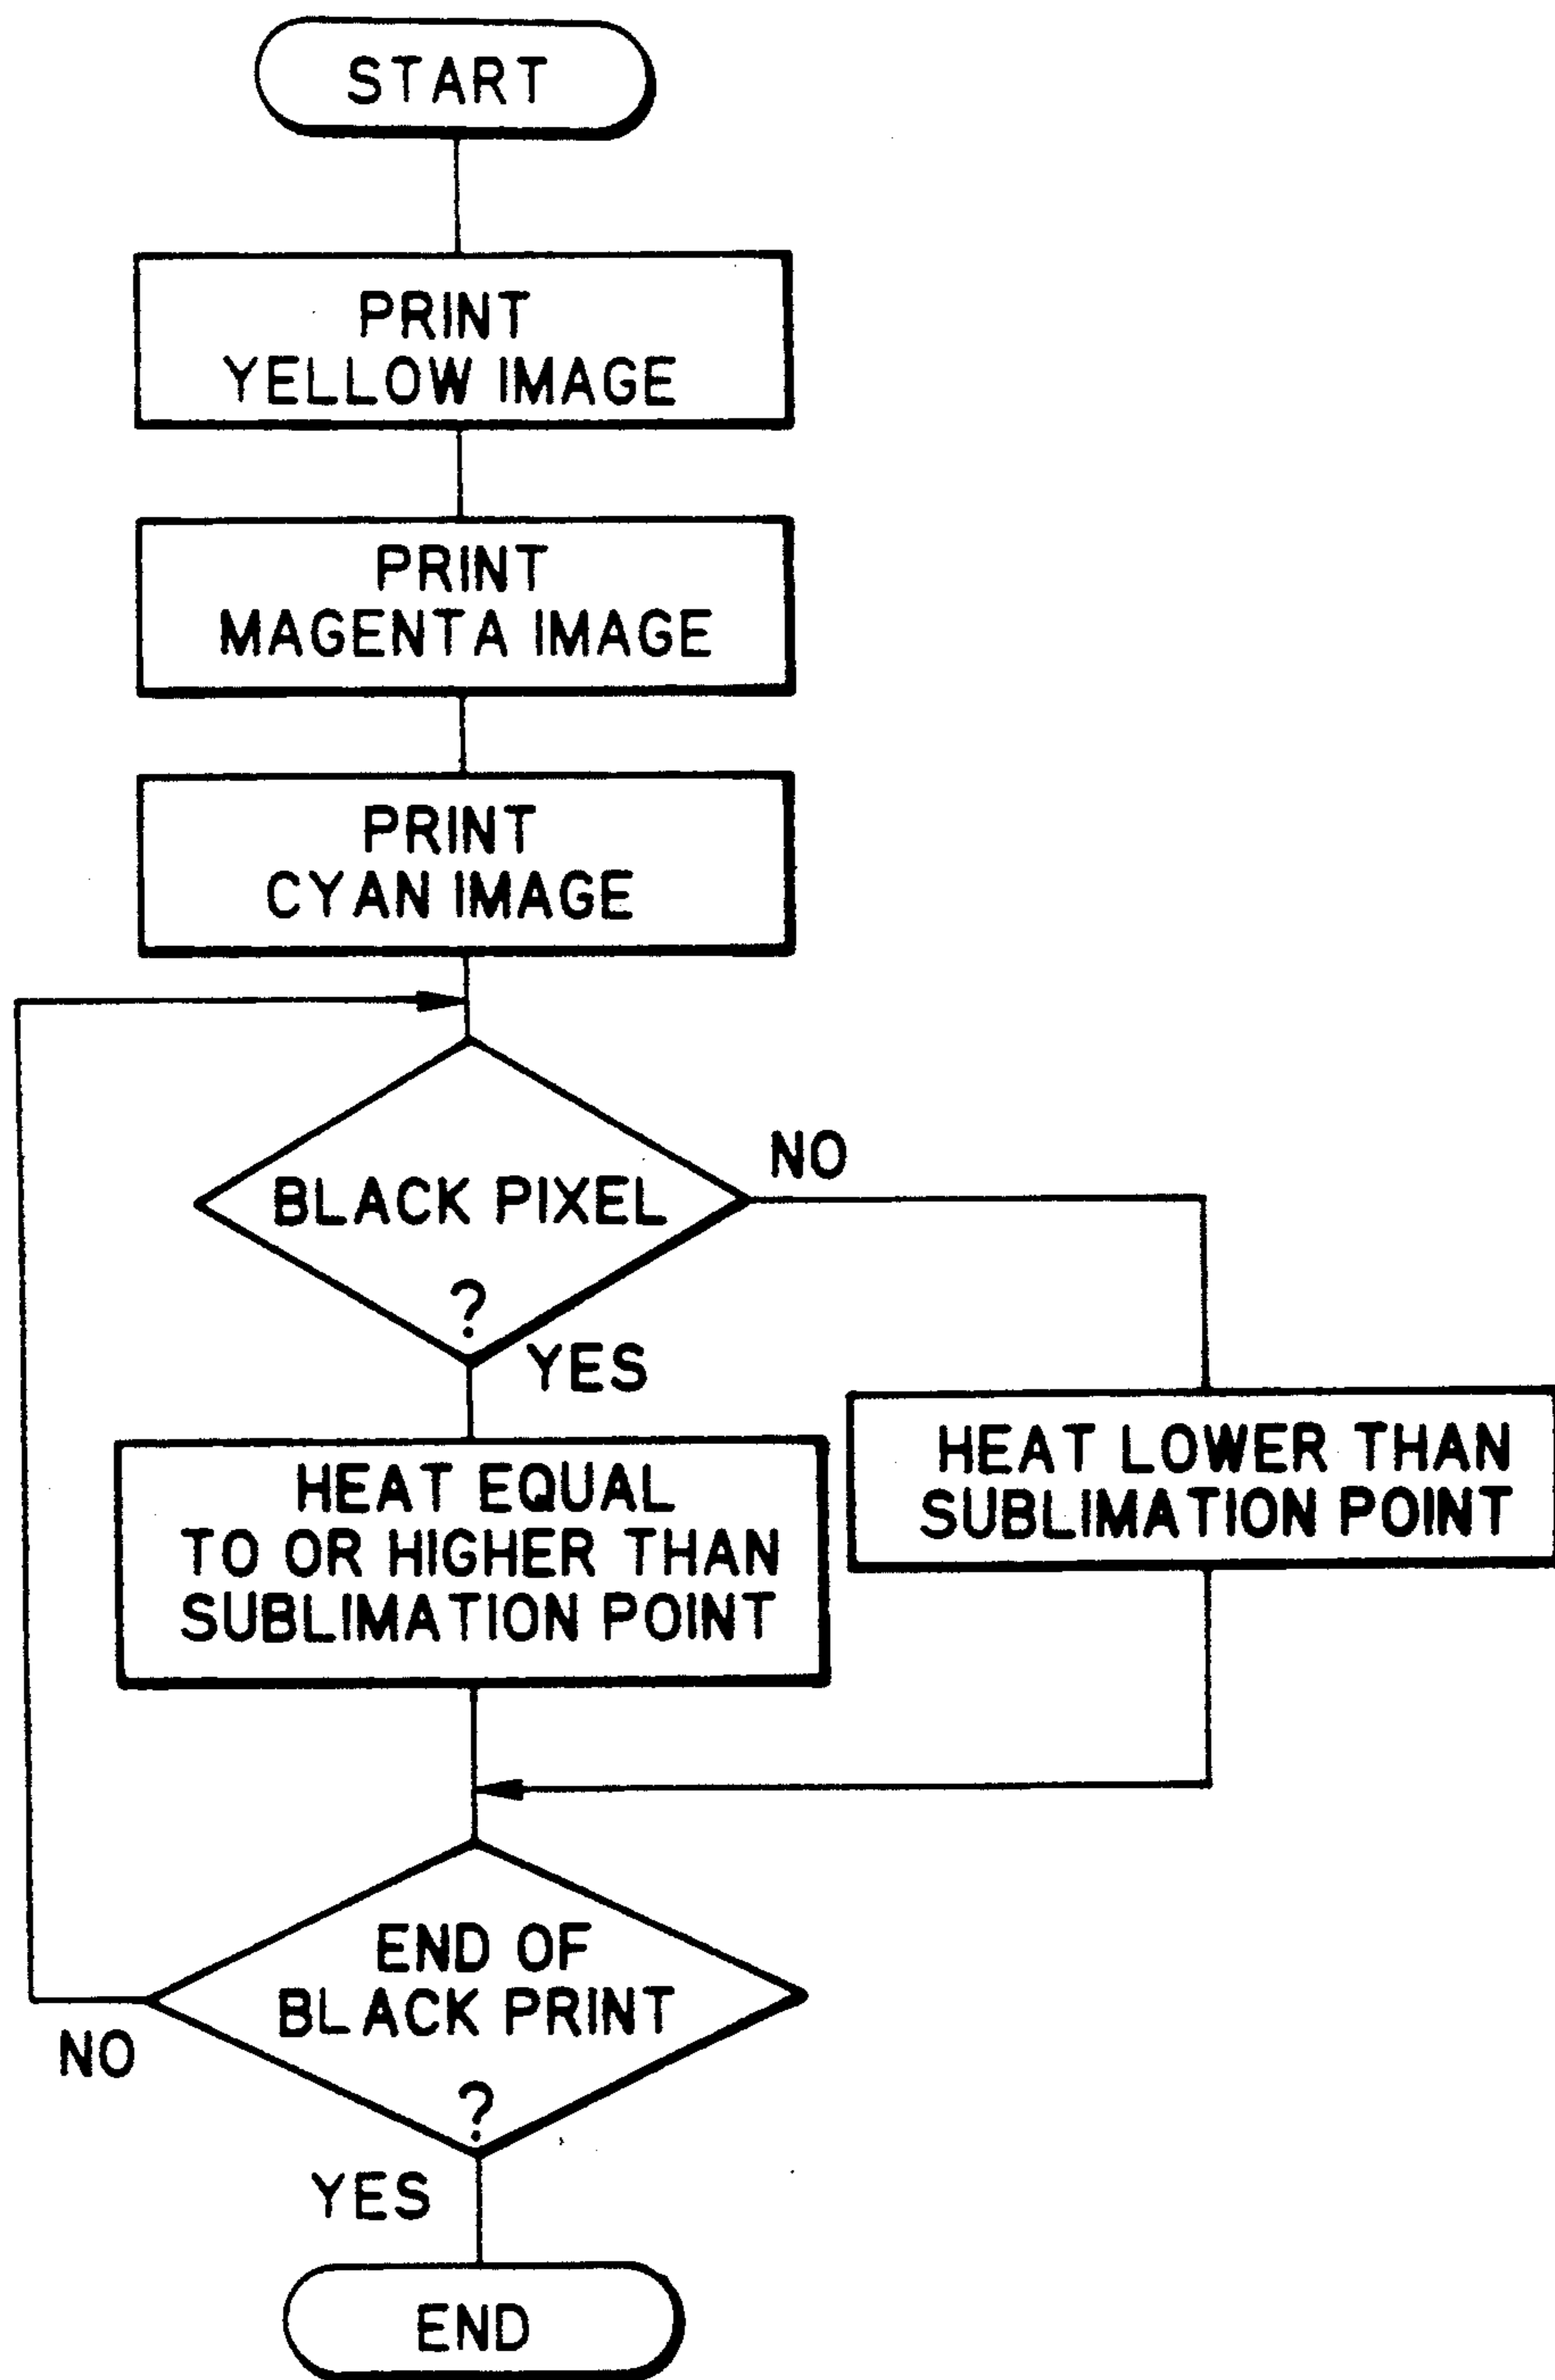 START
PRINT
YELLOW IMAGE
PRINT
MAGENTA IMAGE
PRINT
CYAN IMAGE
BLACK PIXEL
?
NO
YES
HEAT EQUAL
TO OR HIGHER THAN
SUBLIMATION POINT
HEAT LOWER THAN
SUBLIMATION POINT
END OF
BLACK PRINT
?
NO
YES
END